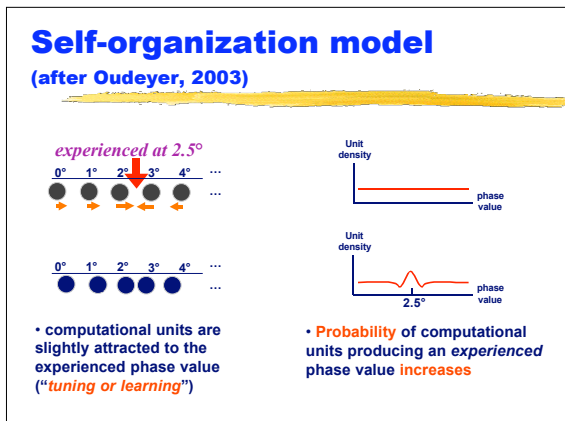 Self-organization model
(after Oudeyer, 2003)
experienced at 2.5°
0° 1° 2° 3° 4° ...
...
0° 1° 2° 3° 4° ...
...
• computational units are
slightly attracted to the
experienced phase value
(“tuning or learning”)
Unit
density
phase
value
Unit
density
phase
value
2.5°
• Probability of computational
units producing an experienced
phase value increases